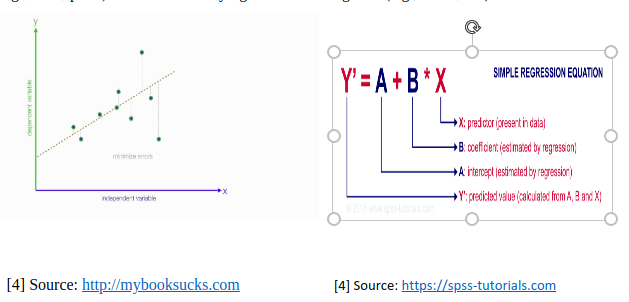 y
dependent variable
minimize errors
independent variable
x
Y' = A + B * X
SIMPLE REGRESSION EQUATION
X: predictor (present in data)
B: coefficient (estimated by regression)
A: intercept (estimated by regression)
Y': predicted value (calculated from A, B and X)
[4] Source: http://mybooksucks.com
[4] Source: https://spss-tutorials.com